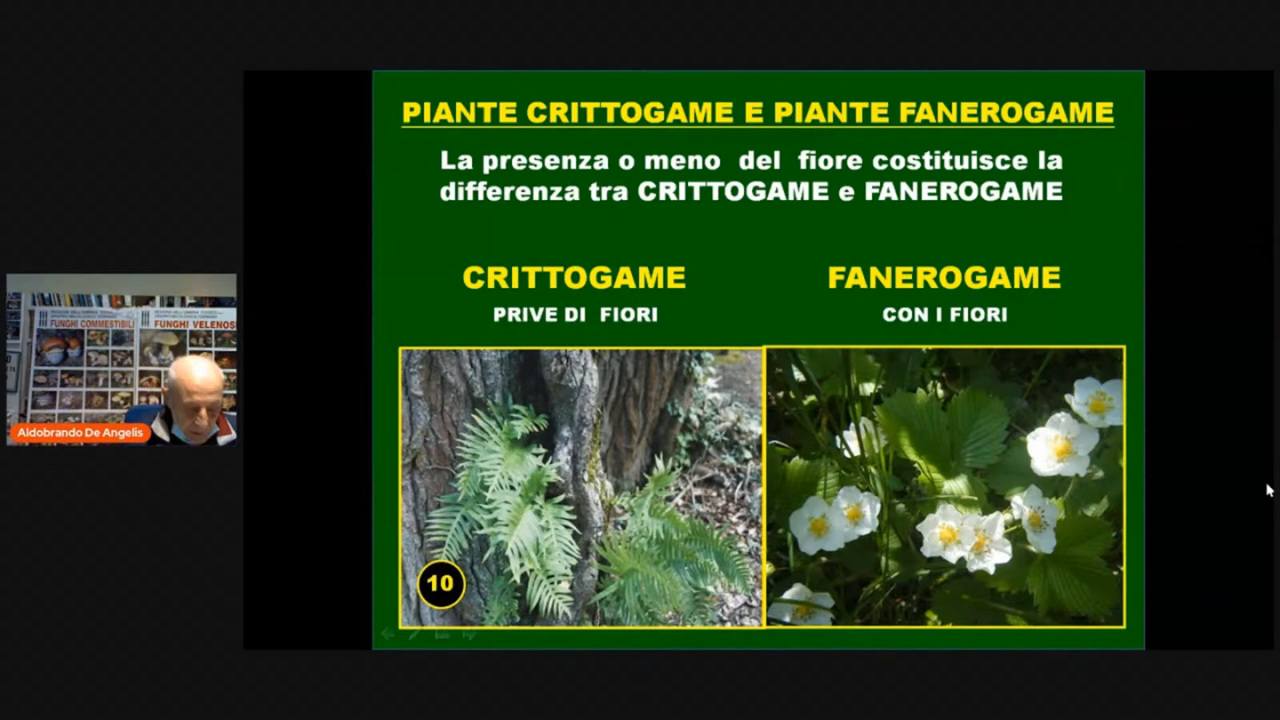 PIANTE CRITTOGAME E PIANTE FANEROGAME
La presenza o meno del fiore costituisce la
differenza tra CRITTOGAME e FANEROGAME
CRITTOGAME
PRIVE DI FIORI
FANEROGAME
CON I FIORI
10
FUNGHI COMMESTIBILI
FUNGHI VELENOS
Aldobrando De Angelis